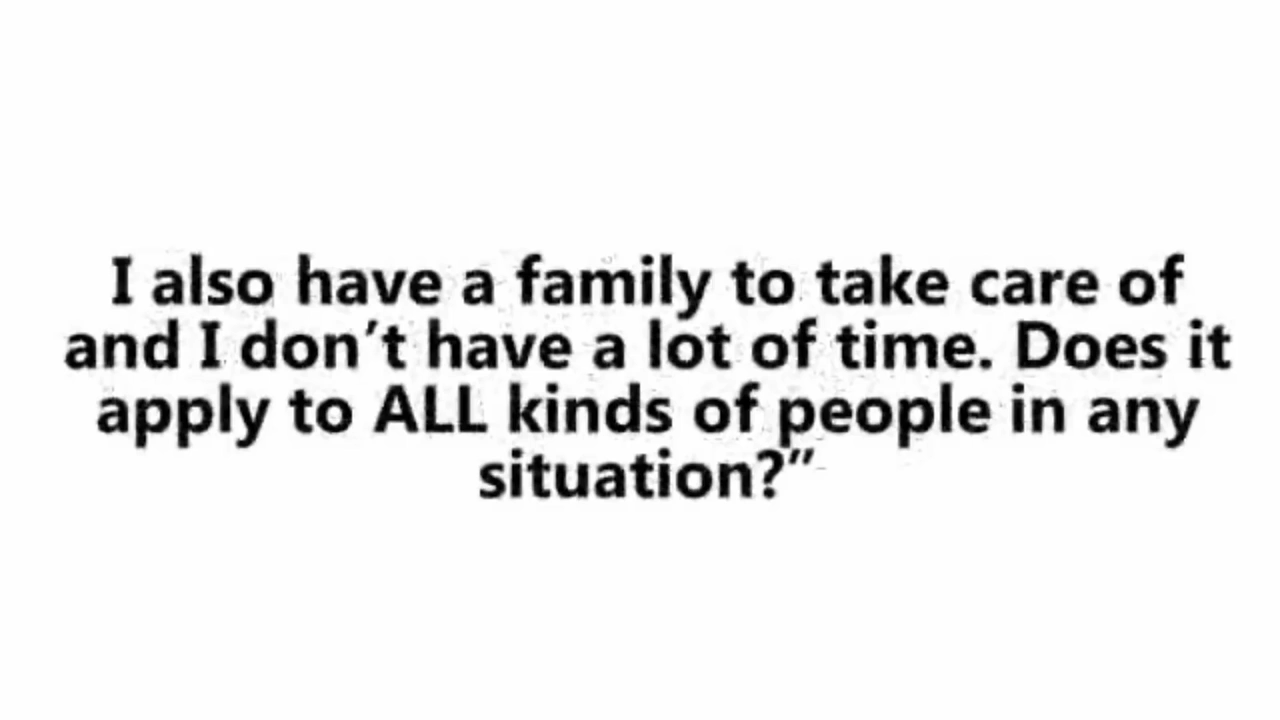 I also have a family to take care of
and I don’t have a lot of time. Does it
apply to ALL kinds of people in any
situation?”